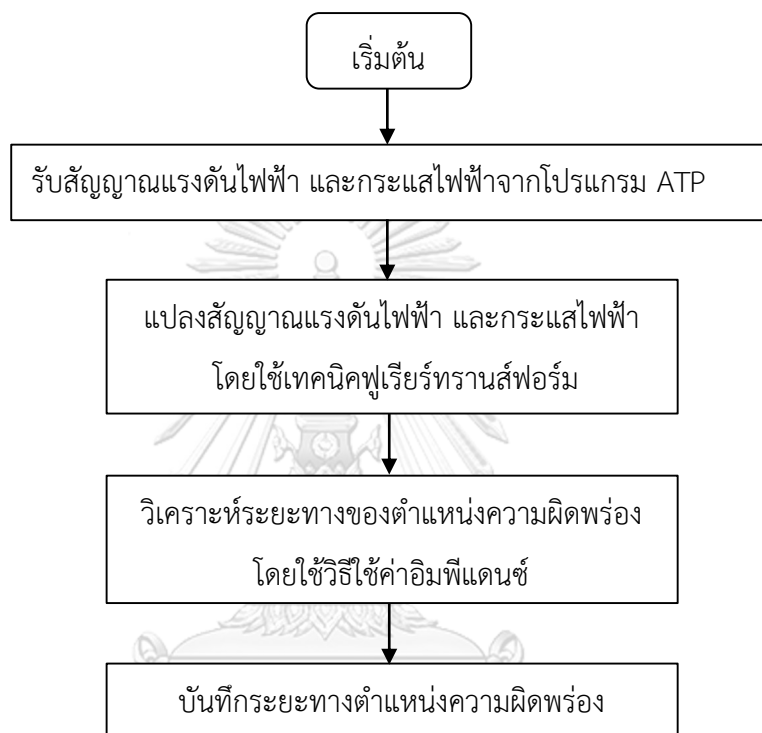 เริ่มต้น
รับสัญญาณแรงดันไฟฟ้า และกระแสไฟฟ้าจากโปรแกรม ATP
แปลงสัญญาณแรงดันไฟฟ้า และกระแสไฟฟ้า
โดยใช้เทคนิคฟูเรียร์ทรานส์ฟอร์ม
วิเคราะห์ระยะทางของตำแหน่งความผิดพร่อง
โดยใช้วิธีใช้ค่าอิมพีแดนซ์
บันทึกระยะทางตำแหน่งความผิดพร่อง